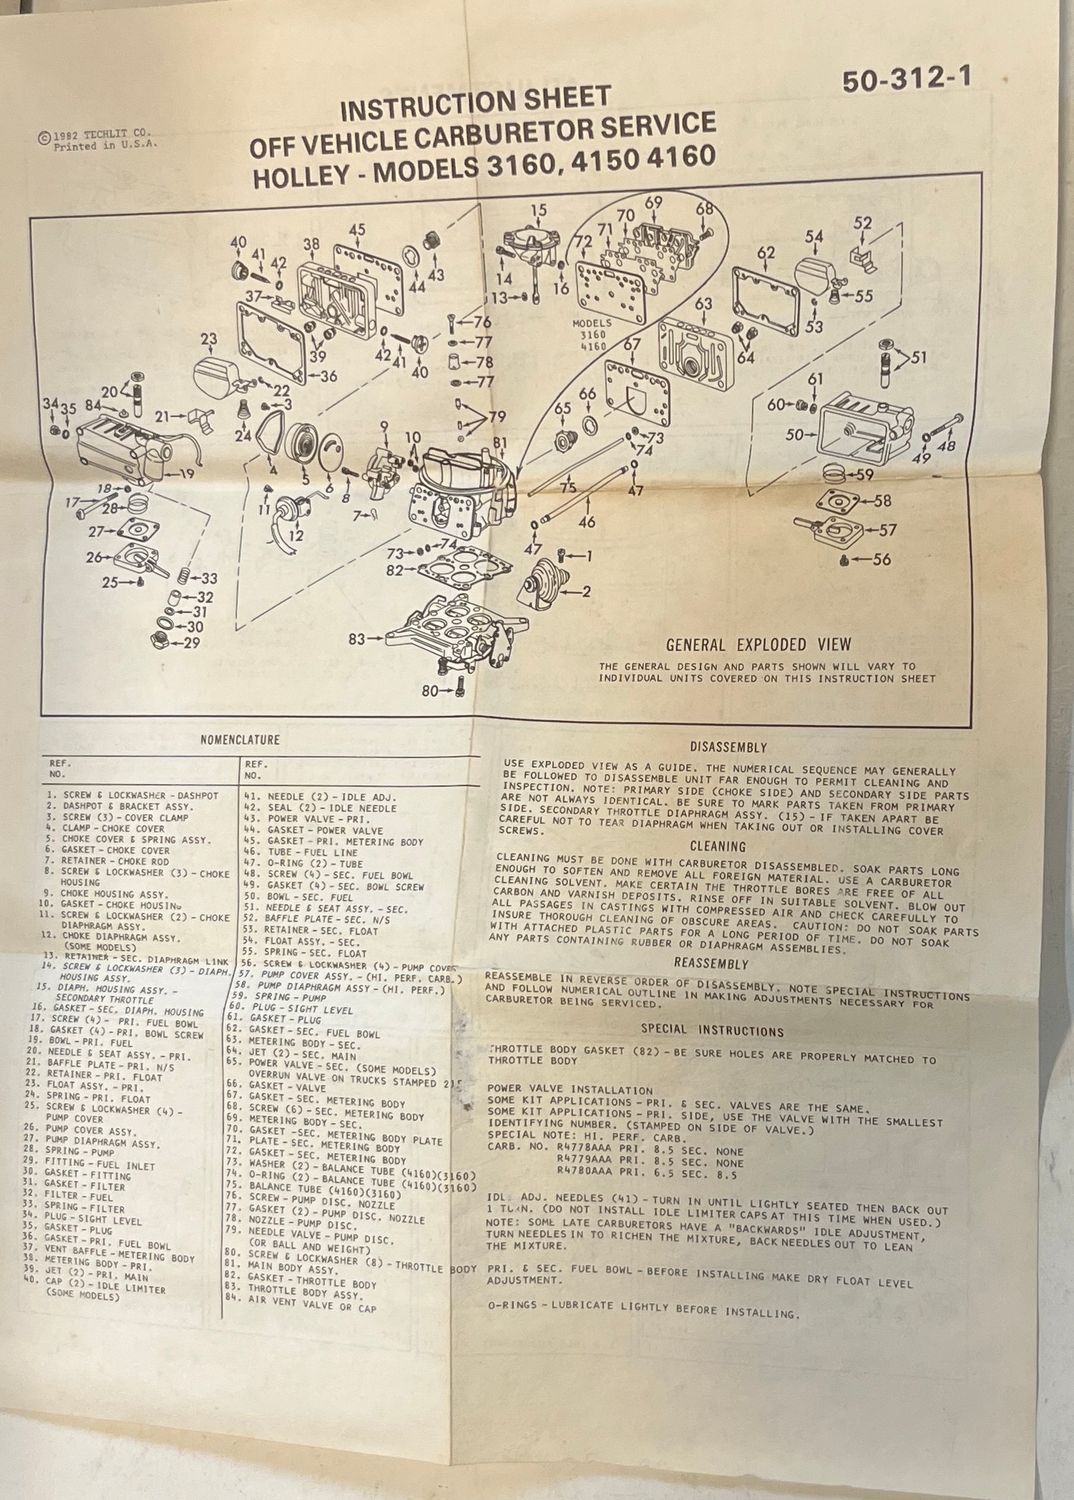 50-312-1
© 1982 TECHLIT CO.
Printed in U.S.A.
INSTRUCTION SHEET
OFF VEHICLE CARBURETOR SERVICE
HOLLEY - MODELS 3160, 4150 4160
40 41 42 38 45 44 43 15 14 13 16 72 71 70 69 68
62 54 52 55 53 63 64 67
37 39 36 42 41 40 76 77 78 77 79 81
MODELS
3160
4160
23 22 3 24 4 5 6 8 9 10 7 11 12
20 84 34 35 21 19 18 17 28 27 26 25 33 32 31 30 29
65 66 73 74 75 47 46 47 51 61 60 50 49 48 59 58 57 56
73 74 82 83 80 1 2
GENERAL EXPLODED VIEW
THE GENERAL DESIGN AND PARTS SHOWN WILL VARY TO
INDIVIDUAL UNITS COVERED ON THIS INSTRUCTION SHEET
NOMENCLATURE
REF.
NO.
1. SCREW & LOCKWASHER - DASHPOT
2. DASHPOT & BRACKET ASSY.
3. SCREW (3) - COVER CLAMP
4. CLAMP - CHOKE COVER
5. CHOKE COVER & SPRING ASSY.
6. GASKET - CHOKE COVER
7. RETAINER - CHOKE ROD
8. SCREW & LOCKWASHER (3) - CHOKE
HOUSING
9. CHOKE HOUSING ASSY.
10. GASKET - CHOKE HOUSING
11. SCREW & LOCKWASHER (2) - CHOKE
DIAPHRAGM ASSY.
12. CHOKE DIAPHRAGM ASSY.
(SOME MODELS)
13. RETAINER - SEC. DIAPHRAGM LINK
14. SCREW & LOCKWASHER (3) - DIAPH.
HOUSING ASSY.
15. DIAPH. HOUSING ASSY. -
SECONDARY THROTTLE
16. GASKET - SEC. DIAPH. HOUSING
17. SCREW (4) - PRI. FUEL BOWL
18. GASKET (4) - PRI. BOWL SCREW
19. BOWL - PRI. FUEL
20. NEEDLE & SEAT ASSY. - PRI.
21. BAFFLE PLATE - PRI. N/S
22. RETAINER - PRI. FLOAT
23. FLOAT ASSY. - PRI.
24. SPRING - PRI. FLOAT
25. SCREW & LOCKWASHER (4) -
PUMP COVER
26. PUMP COVER ASSY.
27. PUMP DIAPHRAGM ASSY.
28. SPRING - PUMP
29. FITTING - FUEL INLET
30. GASKET - FITTING
31. GASKET - FILTER
32. FILTER - FUEL
33. SPRING - FILTER
34. PLUG - SIGHT LEVEL
35. GASKET - PLUG
36. GASKET - PRI. FUEL BOWL
37. VENT BAFFLE - METERING BODY
38. METERING BODY - PRI.
39. JET (2) - PRI. MAIN
40. CAP (2) - IDLE LIMITER
(SOME MODELS)
REF.
NO.
41. NEEDLE (2) - IDLE ADJ.
42. SEAL (2) - IDLE NEEDLE
43. POWER VALVE - PRI.
44. GASKET - POWER VALVE
45. GASKET - PRI. METERING BODY
46. TUBE - FUEL LINE
47. O-RING (2) - TUBE
48. SCREW (4) - SEC. FUEL BOWL
49. GASKET (4) - SEC. BOWL SCREW
50. BOWL - SEC. FUEL
51. NEEDLE & SEAT ASSY. - SEC.
52. BAFFLE PLATE - SEC. N/S
53. RETAINER - SEC. FLOAT
54. FLOAT ASSY. - SEC.
55. SPRING - SEC. FLOAT
56. SCREW & LOCKWASHER (4) - PUMP COVER
57. PUMP COVER ASSY. - (HI. PERF. CARB.)
58. PUMP DIAPHRAGM ASSY - (HI. PERF.)
59. SPRING - PUMP
60. PLUG - SIGHT LEVEL
61. GASKET - PLUG
62. GASKET - SEC. FUEL BOWL
63. METERING BODY - SEC.
64. JET (2) - SEC. MAIN
65. POWER VALVE - SEC. (SOME MODELS)
OVERRUN VALVE ON TRUCKS STAMPED 215
66. GASKET - VALVE
67. GASKET - SEC. METERING BODY
68. SCREW (6) - SEC. METERING BODY
69. METERING BODY - SEC.
70. GASKET - SEC. METERING BODY PLATE
71. PLATE - SEC. METERING BODY
72. GASKET - SEC. METERING BODY
73. WASHER (2) - BALANCE TUBE (4160)(3160)
74. O-RING (2) - BALANCE TUBE (4160)(3160)
75. BALANCE TUBE (4160)(3160)
76. SCREW - PUMP DISC. NOZZLE
77. GASKET (2) - PUMP DISC. NOZZLE
78. NOZZLE - PUMP DISC.
79. NEEDLE VALVE - PUMP DISC.
(OR BALL AND WEIGHT)
80. SCREW & LOCKWASHER (8) - THROTTLE BODY
81. MAIN BODY ASSY.
82. GASKET - THROTTLE BODY
83. THROTTLE BODY ASSY.
84. AIR VENT VALVE OR CAP
DISASSEMBLY
USE EXPLODED VIEW AS A GUIDE. THE NUMERICAL SEQUENCE MAY GENERALLY
BE FOLLOWED TO DISASSEMBLE UNIT FAR ENOUGH TO PERMIT CLEANING AND
INSPECTION. NOTE: PRIMARY SIDE (CHOKE SIDE) AND SECONDARY SIDE PARTS
ARE NOT ALWAYS IDENTICAL. BE SURE TO MARK PARTS TAKEN FROM PRIMARY
SIDE. SECONDARY THROTTLE DIAPHRAGM ASSY. (15) - IF TAKEN APART BE
CAREFUL NOT TO TEAR DIAPHRAGM WHEN TAKING OUT OR INSTALLING COVER
SCREWS.
CLEANING
CLEANING MUST BE DONE WITH CARBURETOR DISASSEMBLED. SOAK PARTS LONG
ENOUGH TO SOFTEN AND REMOVE ALL FOREIGN MATERIAL. USE A CARBURETOR
CLEANING SOLVENT. MAKE CERTAIN THE THROTTLE BORES ARE FREE OF ALL
CARBON AND VARNISH DEPOSITS. RINSE OFF IN SUITABLE SOLVENT. BLOW OUT
ALL PASSAGES IN CASTINGS WITH COMPRESSED AIR AND CHECK CAREFULLY TO
INSURE THOROUGH CLEANING OF OBSCURE AREAS. CAUTION: DO NOT SOAK PARTS
WITH ATTACHED PLASTIC PARTS FOR A LONG PERIOD OF TIME. DO NOT SOAK
ANY PARTS CONTAINING RUBBER OR DIAPHRAGM ASSEMBLIES.
REASSEMBLY
REASSEMBLE IN REVERSE ORDER OF DISASSEMBLY. NOTE SPECIAL INSTRUCTIONS
AND FOLLOW NUMERICAL OUTLINE IN MAKING ADJUSTMENTS NECESSARY FOR
CARBURETOR BEING SERVICED.
SPECIAL INSTRUCTIONS
THROTTLE BODY GASKET (82) - BE SURE HOLES ARE PROPERLY MATCHED TO
THROTTLE BODY
POWER VALVE INSTALLATION
SOME KIT APPLICATIONS - PRI. & SEC. VALVES ARE THE SAME.
SOME KIT APPLICATIONS - PRI. SIDE, USE THE VALVE WITH THE SMALLEST
IDENTIFYING NUMBER. (STAMPED ON SIDE OF VALVE.)
SPECIAL NOTE: HI. PERF. CARB.
CARB. NO. R4778AAA PRI. 8.5 SEC. NONE
R4779AAA PRI. 8.5 SEC. NONE
R4780AAA PRI. 6.5 SEC. 8.5
IDL. ADJ. NEEDLES (41) - TURN IN UNTIL LIGHTLY SEATED THEN BACK OUT
1 TURN. (DO NOT INSTALL IDLE LIMITER CAPS AT THIS TIME WHEN USED.)
NOTE: SOME LATE CARBURETORS HAVE A "BACKWARDS" IDLE ADJUSTMENT,
TURN NEEDLES IN TO RICHEN THE MIXTURE, BACK NEEDLES OUT TO LEAN
THE MIXTURE.
PRI. & SEC. FUEL BOWL - BEFORE INSTALLING MAKE DRY FLOAT LEVEL
ADJUSTMENT.
O-RINGS - LUBRICATE LIGHTLY BEFORE INSTALLING.